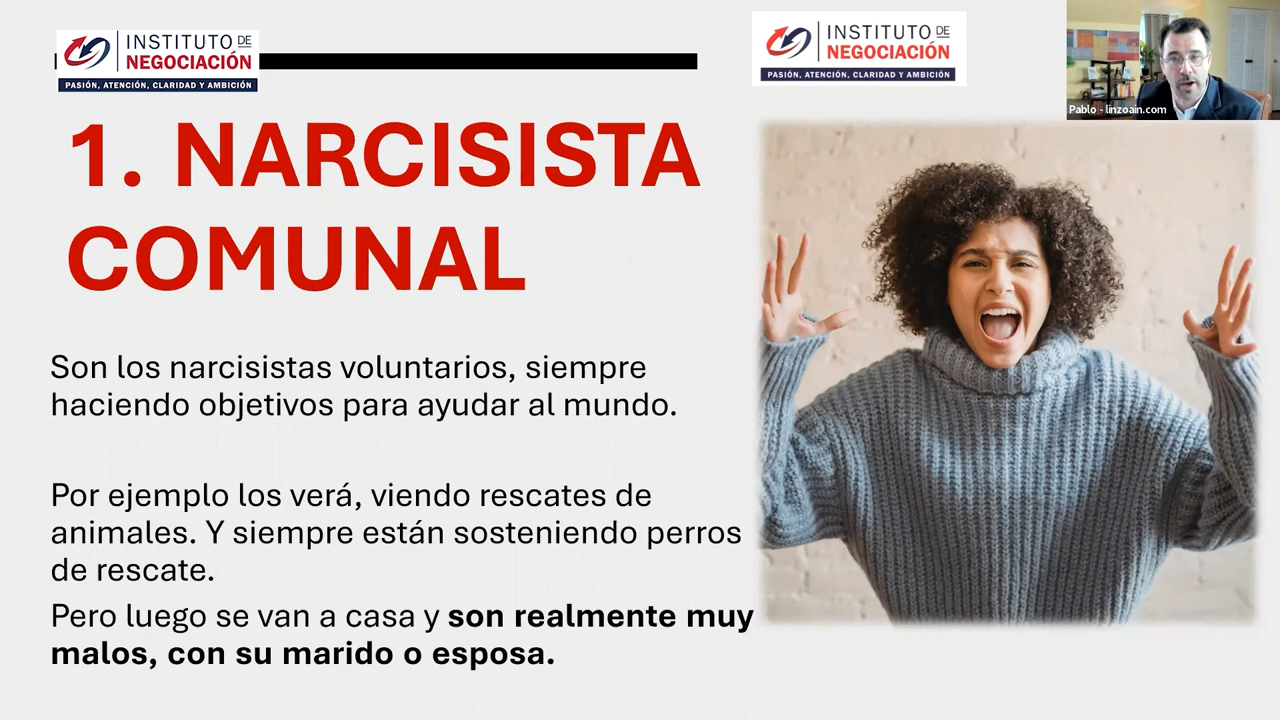 INSTITUTO DE
NEGOCIACIÓN
PASIÓN, ATENCIÓN, CLARIDAD Y AMBICIÓN
INSTITUTO DE
NEGOCIACIÓN
PASIÓN, ATENCIÓN, CLARIDAD Y AMBICIÓN
Pablo - linzoain.com
1. NARCISISTA
COMUNAL
Son los narcisistas voluntarios, siempre
haciendo objetivos para ayudar al mundo.
Por ejemplo los verá, viendo rescates de
animales. Y siempre están sosteniendo perros
de rescate.
Pero luego se van a casa y son realmente muy
malos, con su marido o esposa.